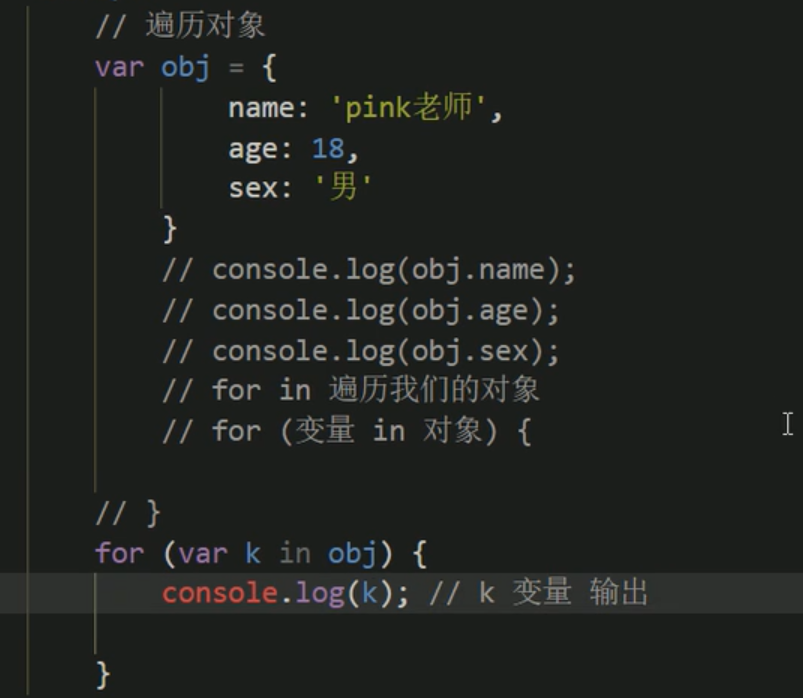 // 遍历对象
var obj = {
name: 'pink老师',
age: 18,
sex: '男'
}
// console.log(obj.name);
// console.log(obj.age);
// console.log(obj.sex);
// for in 遍历我们的对象
// for (变量 in 对象) {
// }
for (var k in obj) {
console.log(k); // k 变量 输出
}